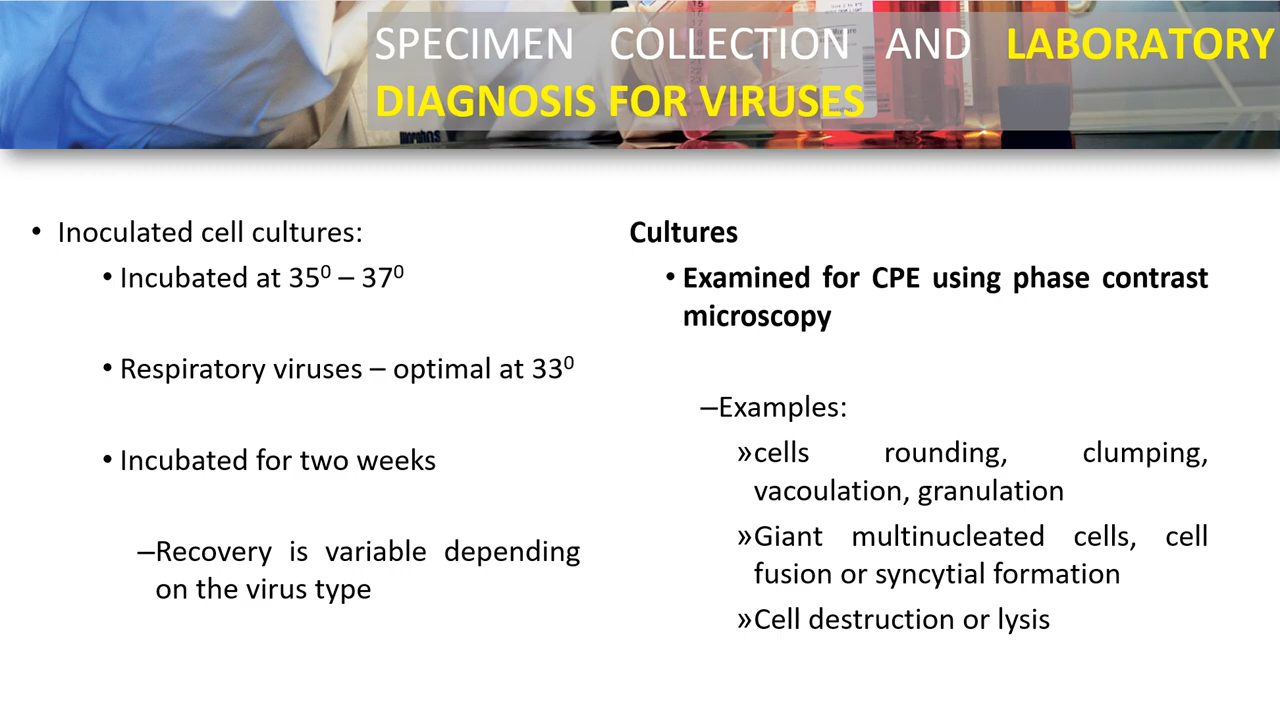 SPECIMEN COLLECTION AND LABORATORY
DIAGNOSIS FOR VIRUSES
• Inoculated cell cultures:
• Incubated at 35⁰ – 37⁰
• Respiratory viruses – optimal at 33⁰
• Incubated for two weeks
–Recovery is variable depending
on the virus type
Cultures
• Examined for CPE using phase contrast
microscopy
–Examples:
»cells rounding, clumping,
vacoulation, granulation
»Giant multinucleated cells, cell
fusion or syncytial formation
»Cell destruction or lysis